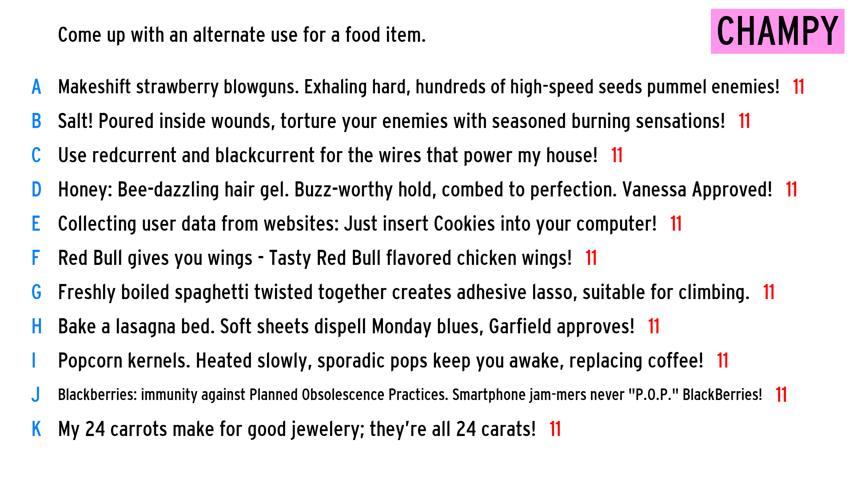 Come up with an alternate use for a food item.
CHAMPY
A Makeshift strawberry blowguns. Exhaling hard, hundreds of high-speed seeds pummel enemies! 11
B Salt! Poured inside wounds, torture your enemies with seasoned burning sensations! 11
C Use redcurrent and blackcurrent for the wires that power my house! 11
D Honey: Bee-dazzling hair gel. Buzz-worthy hold, combed to perfection. Vanessa Approved! 11
E Collecting user data from websites: Just insert Cookies into your computer! 11
F Red Bull gives you wings - Tasty Red Bull flavored chicken wings! 11
G Freshly boiled spaghetti twisted together creates adhesive lasso, suitable for climbing. 11
H Bake a lasagna bed. Soft sheets dispell Monday blues, Garfield approves! 11
I Popcorn kernels. Heated slowly, sporadic pops keep you awake, replacing coffee! 11
J Blackberries: immunity against Planned Obsolescence Practices. Smartphone jam-mers never "P.O.P." BlackBerries! 11
K My 24 carrots make for good jewelery; they're all 24 carats! 11